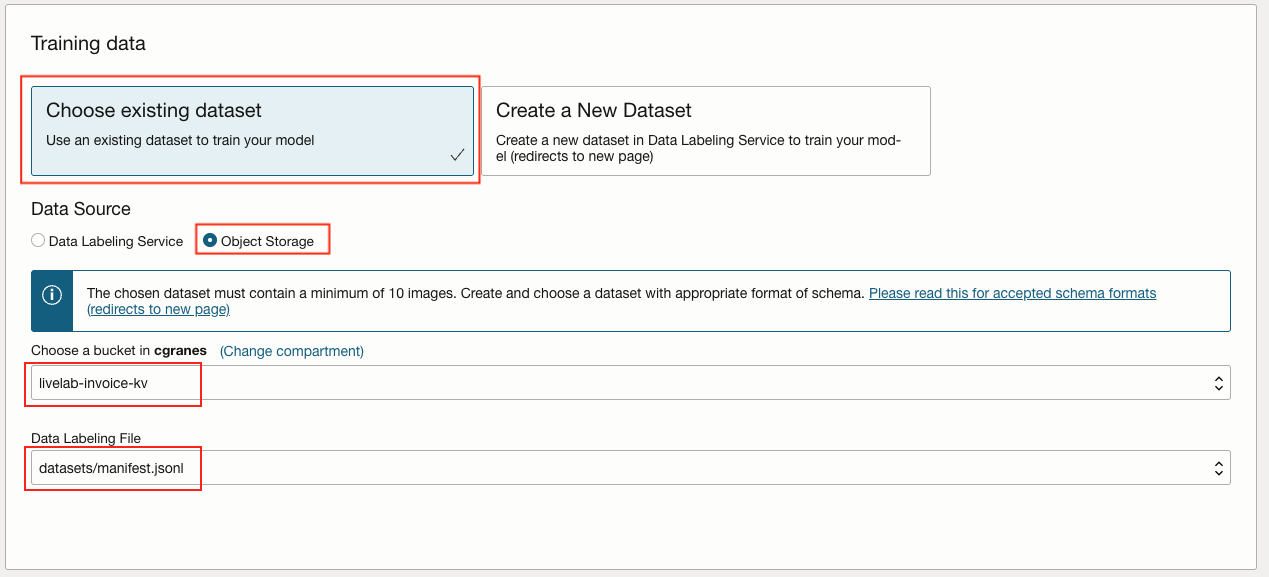 Training data
Choose existing dataset
Use an existing dataset to train your model
Create a New Dataset
Create a new dataset in Data Labeling Service to train your mod-
el (redirects to new page)
Data Source
Data Labeling Service
Object Storage
The chosen dataset must contain a minimum of 10 images. Create and choose a dataset with appropriate format of schema. Please read this for accepted schema formats
(redirects to new page)
Choose a bucket in cgranes (Change compartment)
livelab-invoice-kv
Data Labeling File
datasets/manifest.jsonl